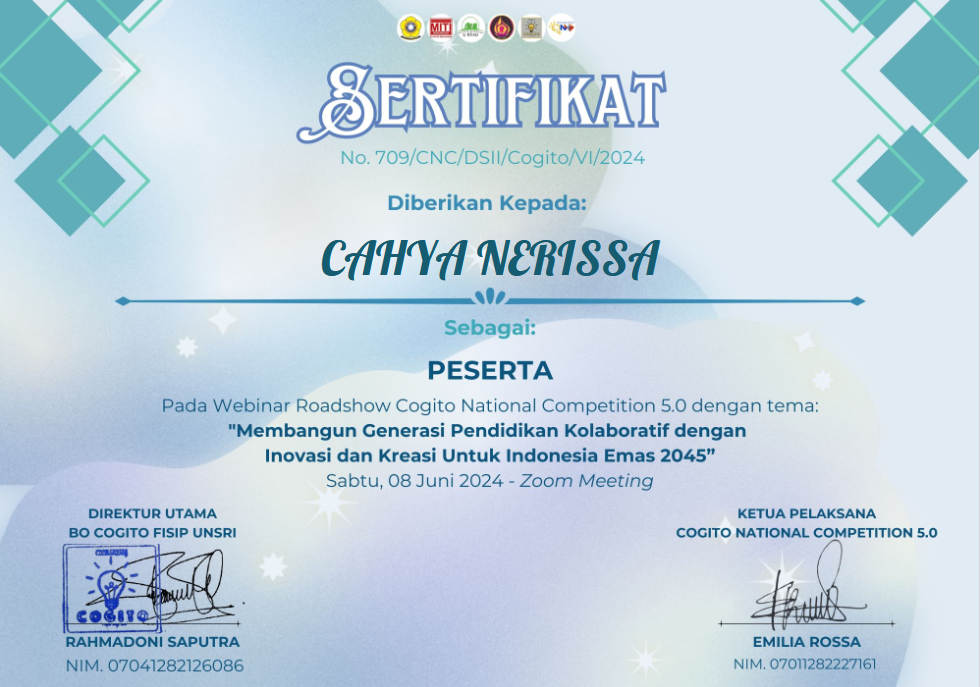 SERTIFIKAT
No. 709/CNC/DSII/Cogito/VI/2024
Diberikan Kepada:
CAHYA NERISSA
Sebagai:
PESERTA
Pada Webinar Roadshow Cogito National Competition 5.0 dengan tema:
"Membangun Generasi Pendidikan Kolaboratif dengan
Inovasi dan Kreasi Untuk Indonesia Emas 2045”
Sabtu, 08 Juni 2024 - Zoom Meeting
DIREKTUR UTAMA
BO COGITO FISIP UNSRI
COGITO
RAHMADONI SAPUTRA
NIM. 07041282126086
KETUA PELAKSANA
COGITO NATIONAL COMPETITION 5.0
EMILIA ROSSA
NIM. 07011282227161